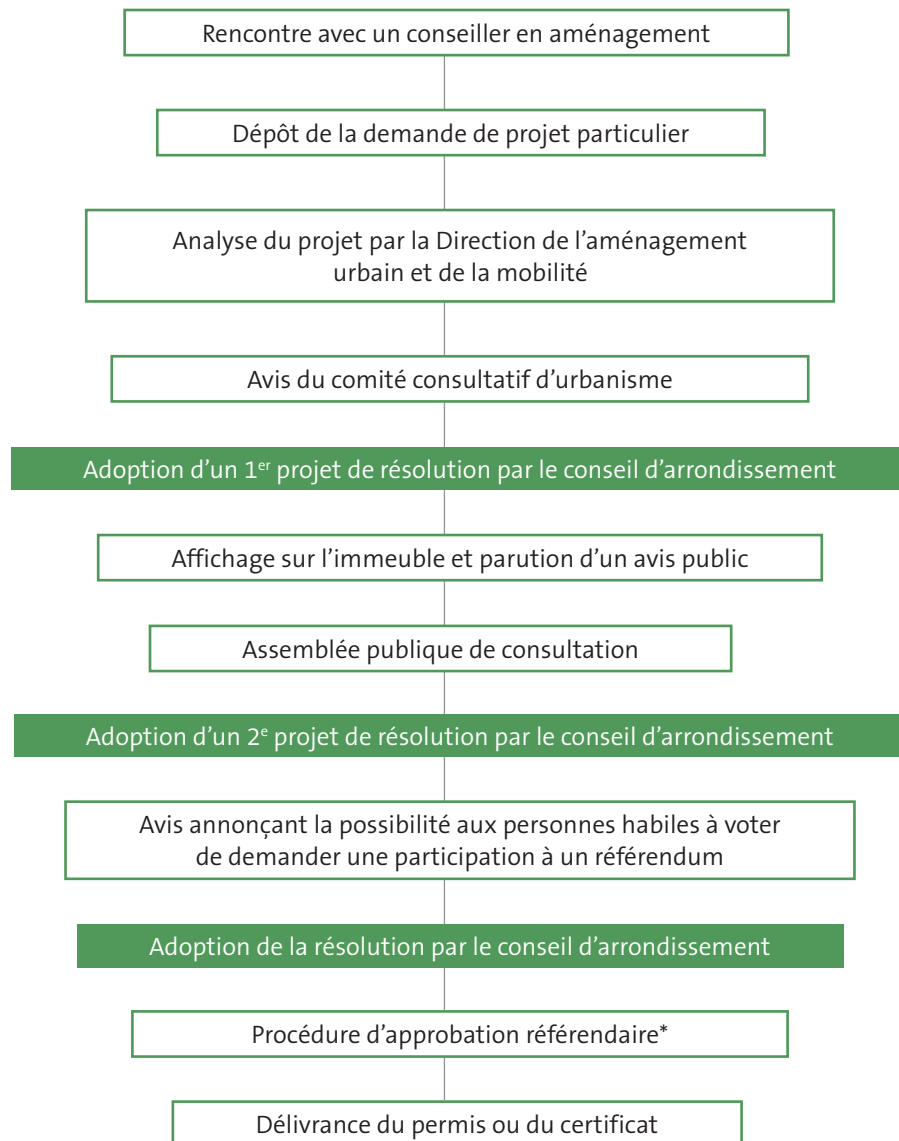 Rencontre avec un conseiller en aménagement
Dépôt de la demande de projet particulier
Analyse du projet par la Direction de l’aménagement
urbain et de la mobilité
Avis du comité consultatif d’urbanisme
Adoption d’un 1er projet de résolution par le conseil d’arrondissement
Affichage sur l’immeuble et parution d’un avis public
Assemblée publique de consultation
Adoption d’un 2e projet de résolution par le conseil d’arrondissement
Avis annonçant la possibilité aux personnes habiles à voter
de demander une participation à un référendum
Adoption de la résolution par le conseil d’arrondissement
Procédure d’approbation référendaire*
Délivrance du permis ou du certificat